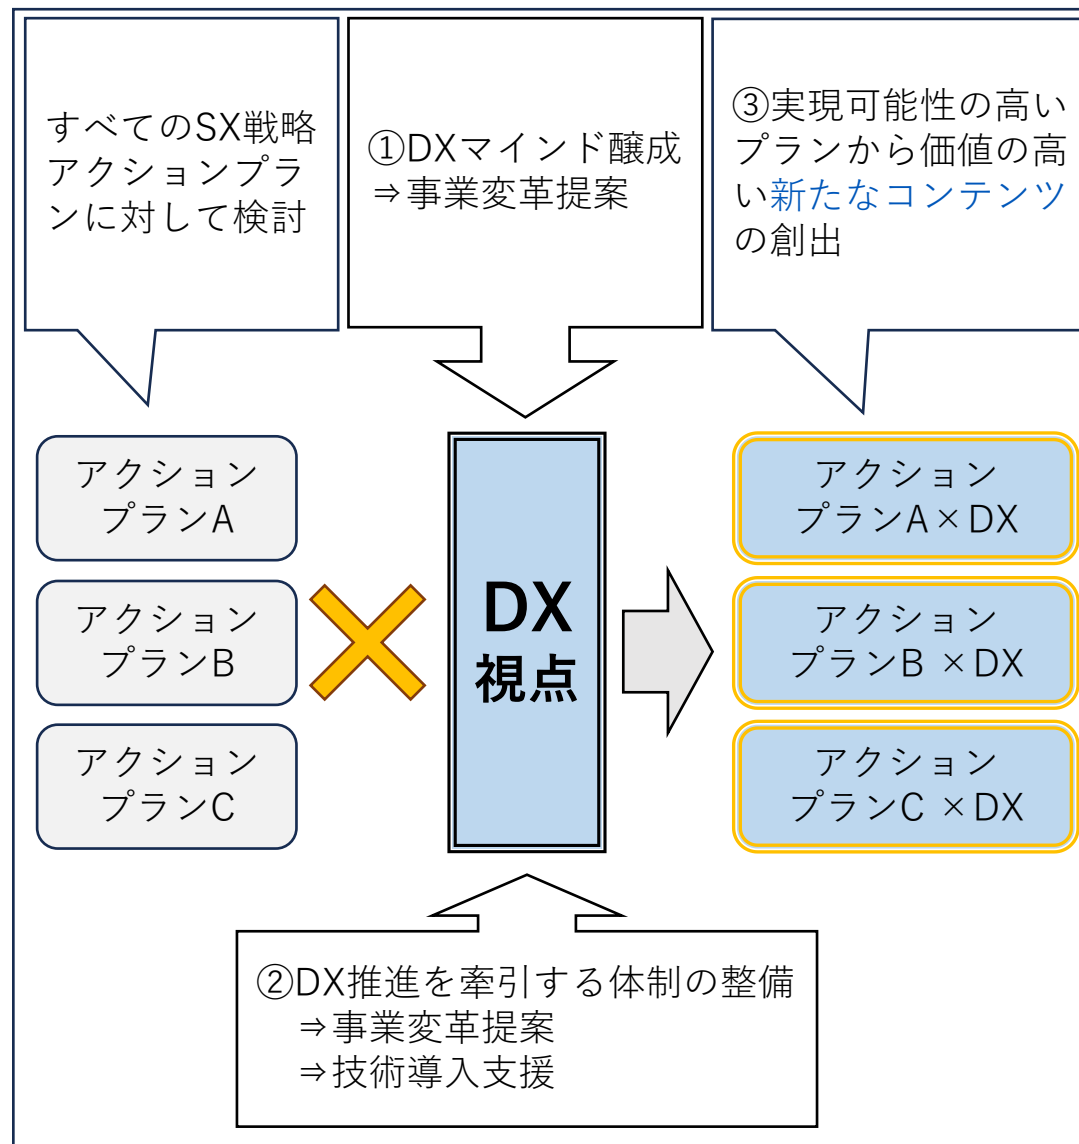 すべてのSX戦略
アクションプラ
ンに対して検討
①DXマインド醸成
⇒事業変革提案
③実現可能性の高い
プランから価値の高
い新たなコンテンツ
の創出
アクション
プランA
アクション
プランB
アクション
プランC
DX
視点
アクション
プランA×DX
アクション
プランB ×DX
アクション
プランC ×DX
②DX推進を牽引する体制の整備
⇒事業変革提案
⇒技術導入支援